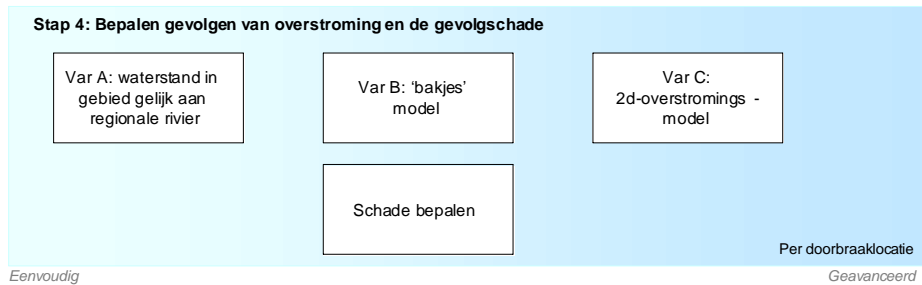 Stap 4: Bepalen gevolgen van overstroming en de gevolgschade
Var A: waterstand in
gebied gelijk aan
regionale rivier
Var B: ‘bakjes’
model
Var C:
2d-overstromings -
model
Schade bepalen
Per doorbraaklocatie
Eenvoudig
Geavanceerd